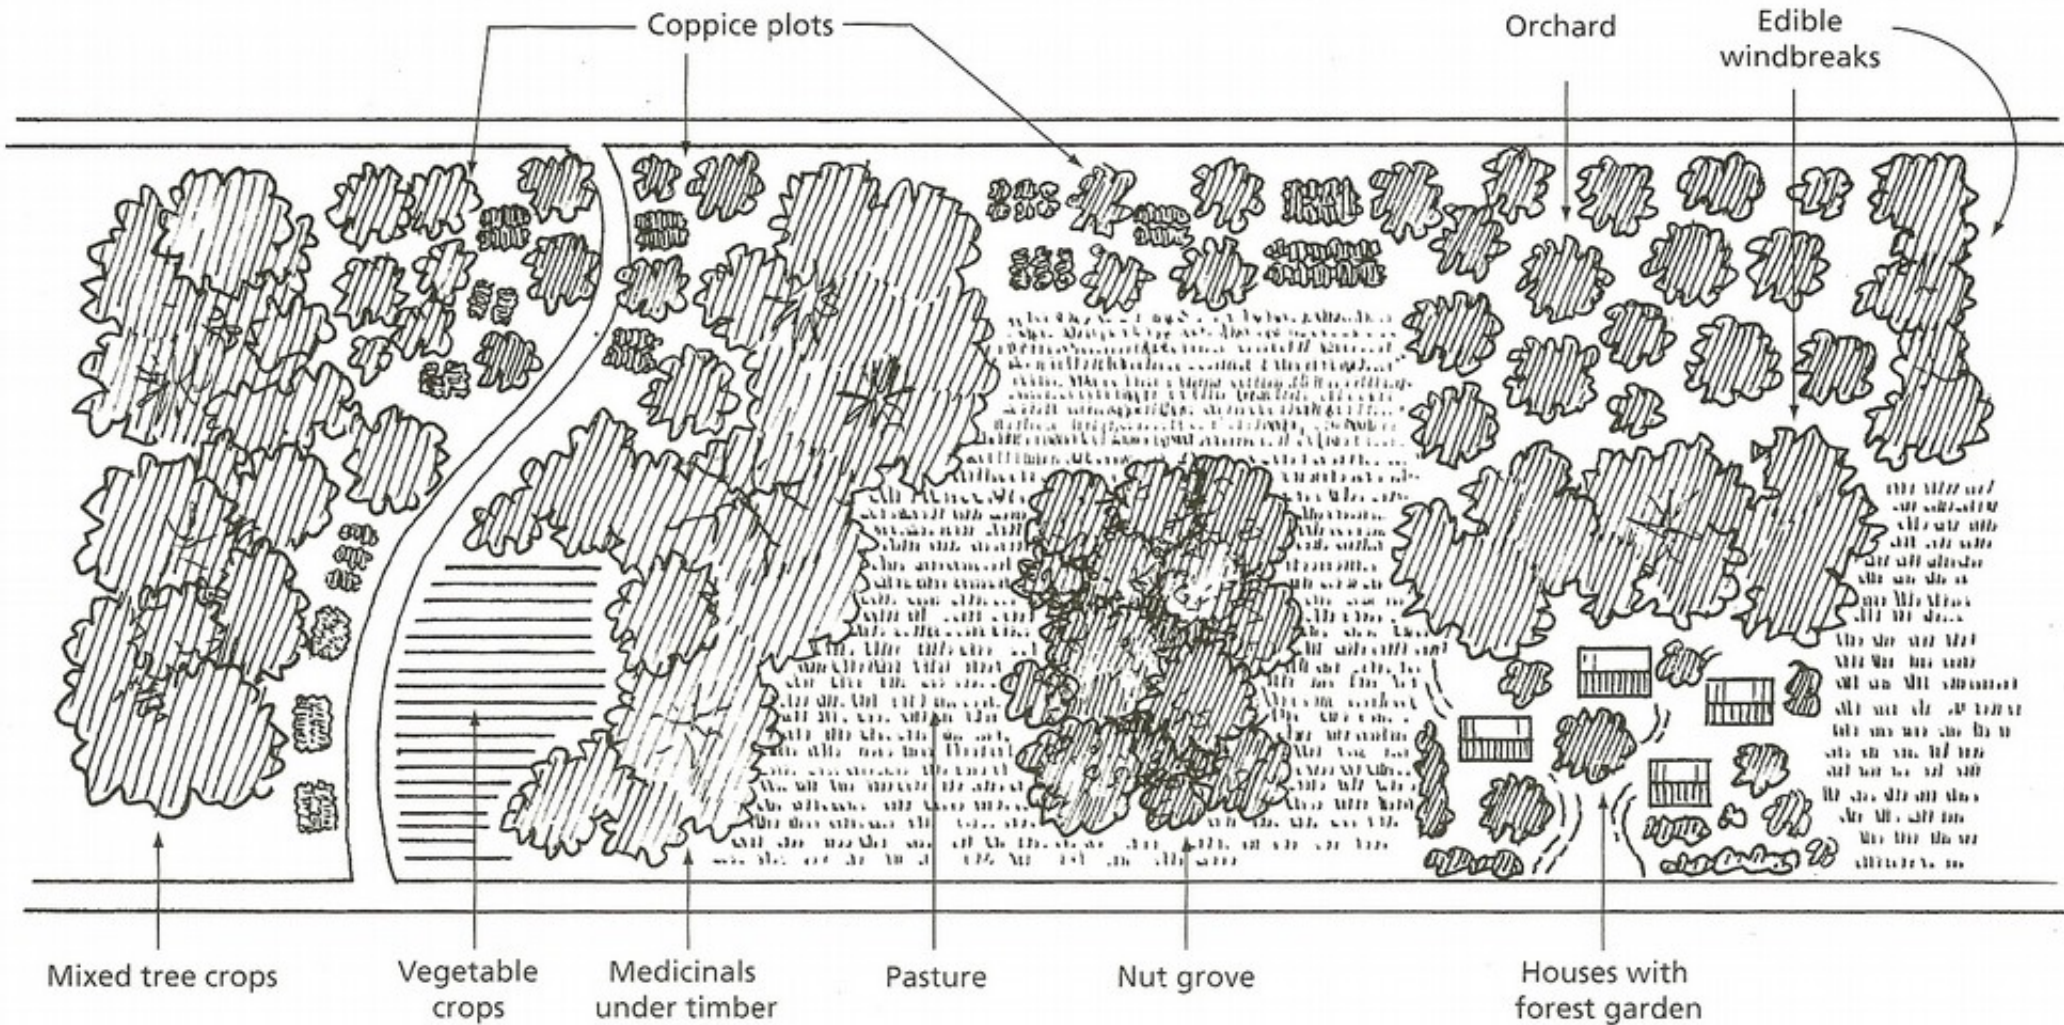 Coppice plots
Orchard
Edible
windbreaks
Mixed tree crops
Vegetable
crops
Medicinals
under timber
Pasture
Nut grove
Houses with
forest garden